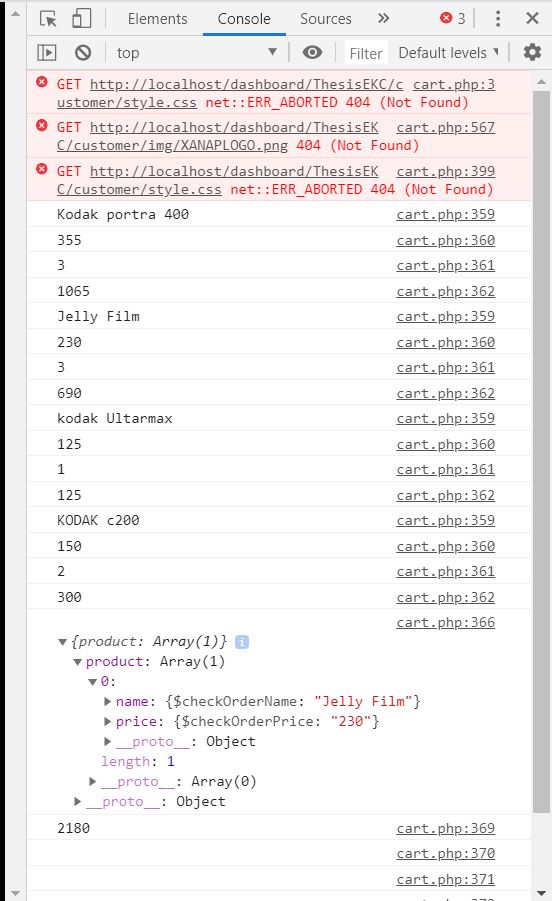 Elements Console Sources » 3
top Filter Default levels
GET http://localhost/dashboard/ThesisEKC/c cart.php:3
ustomer/style.css net::ERR_ABORTED 404 (Not Found)
GET http://localhost/dashboard/ThesisEK cart.php:567
C/customer/img/XANAPLOGO.png 404 (Not Found)
GET http://localhost/dashboard/ThesisEK cart.php:399
C/customer/style.css net::ERR_ABORTED 404 (Not Found)
Kodak portra 400 cart.php:359
355 cart.php:360
3 cart.php:361
1065 cart.php:362
Jelly Film cart.php:359
230 cart.php:360
3 cart.php:361
690 cart.php:362
kodak Ultarmax cart.php:359
125 cart.php:360
1 cart.php:361
125 cart.php:362
KODAK c200 cart.php:359
150 cart.php:360
2 cart.php:361
300 cart.php:362
cart.php:366
{product: Array(1)} i
product: Array(1)
0:
name: {$checkOrderName: "Jelly Film"}
price: {$checkOrderPrice: "230"}
__proto__: Object
length: 1
__proto__: Array(0)
__proto__: Object
2180 cart.php:369
cart.php:370
cart.php:371